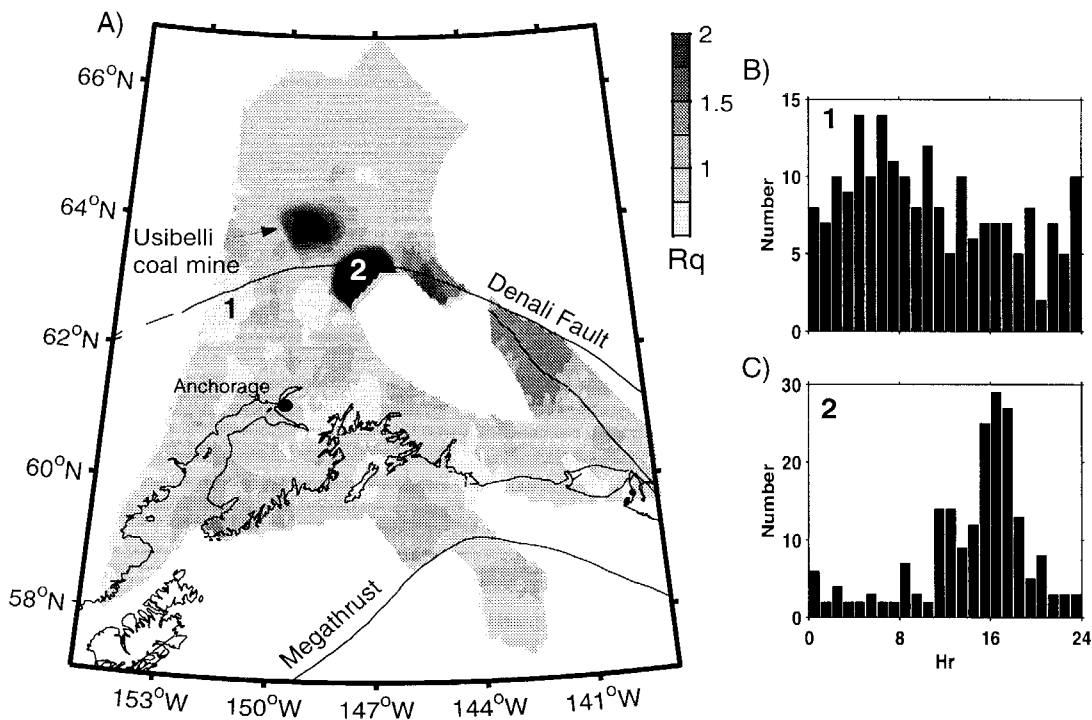 A)
66°N
64°N
62°N
60°N
58°N
153°W
150°W
147°W
144°W
141°W
Usibelli
coal mine
1
2
Denali Fault
Anchorage
Megathrust
2
1.5
1
Rq
B)
1
15
10
5
0
Number
C)
2
30
20
10
0
Number
0
8
16
24
Hr